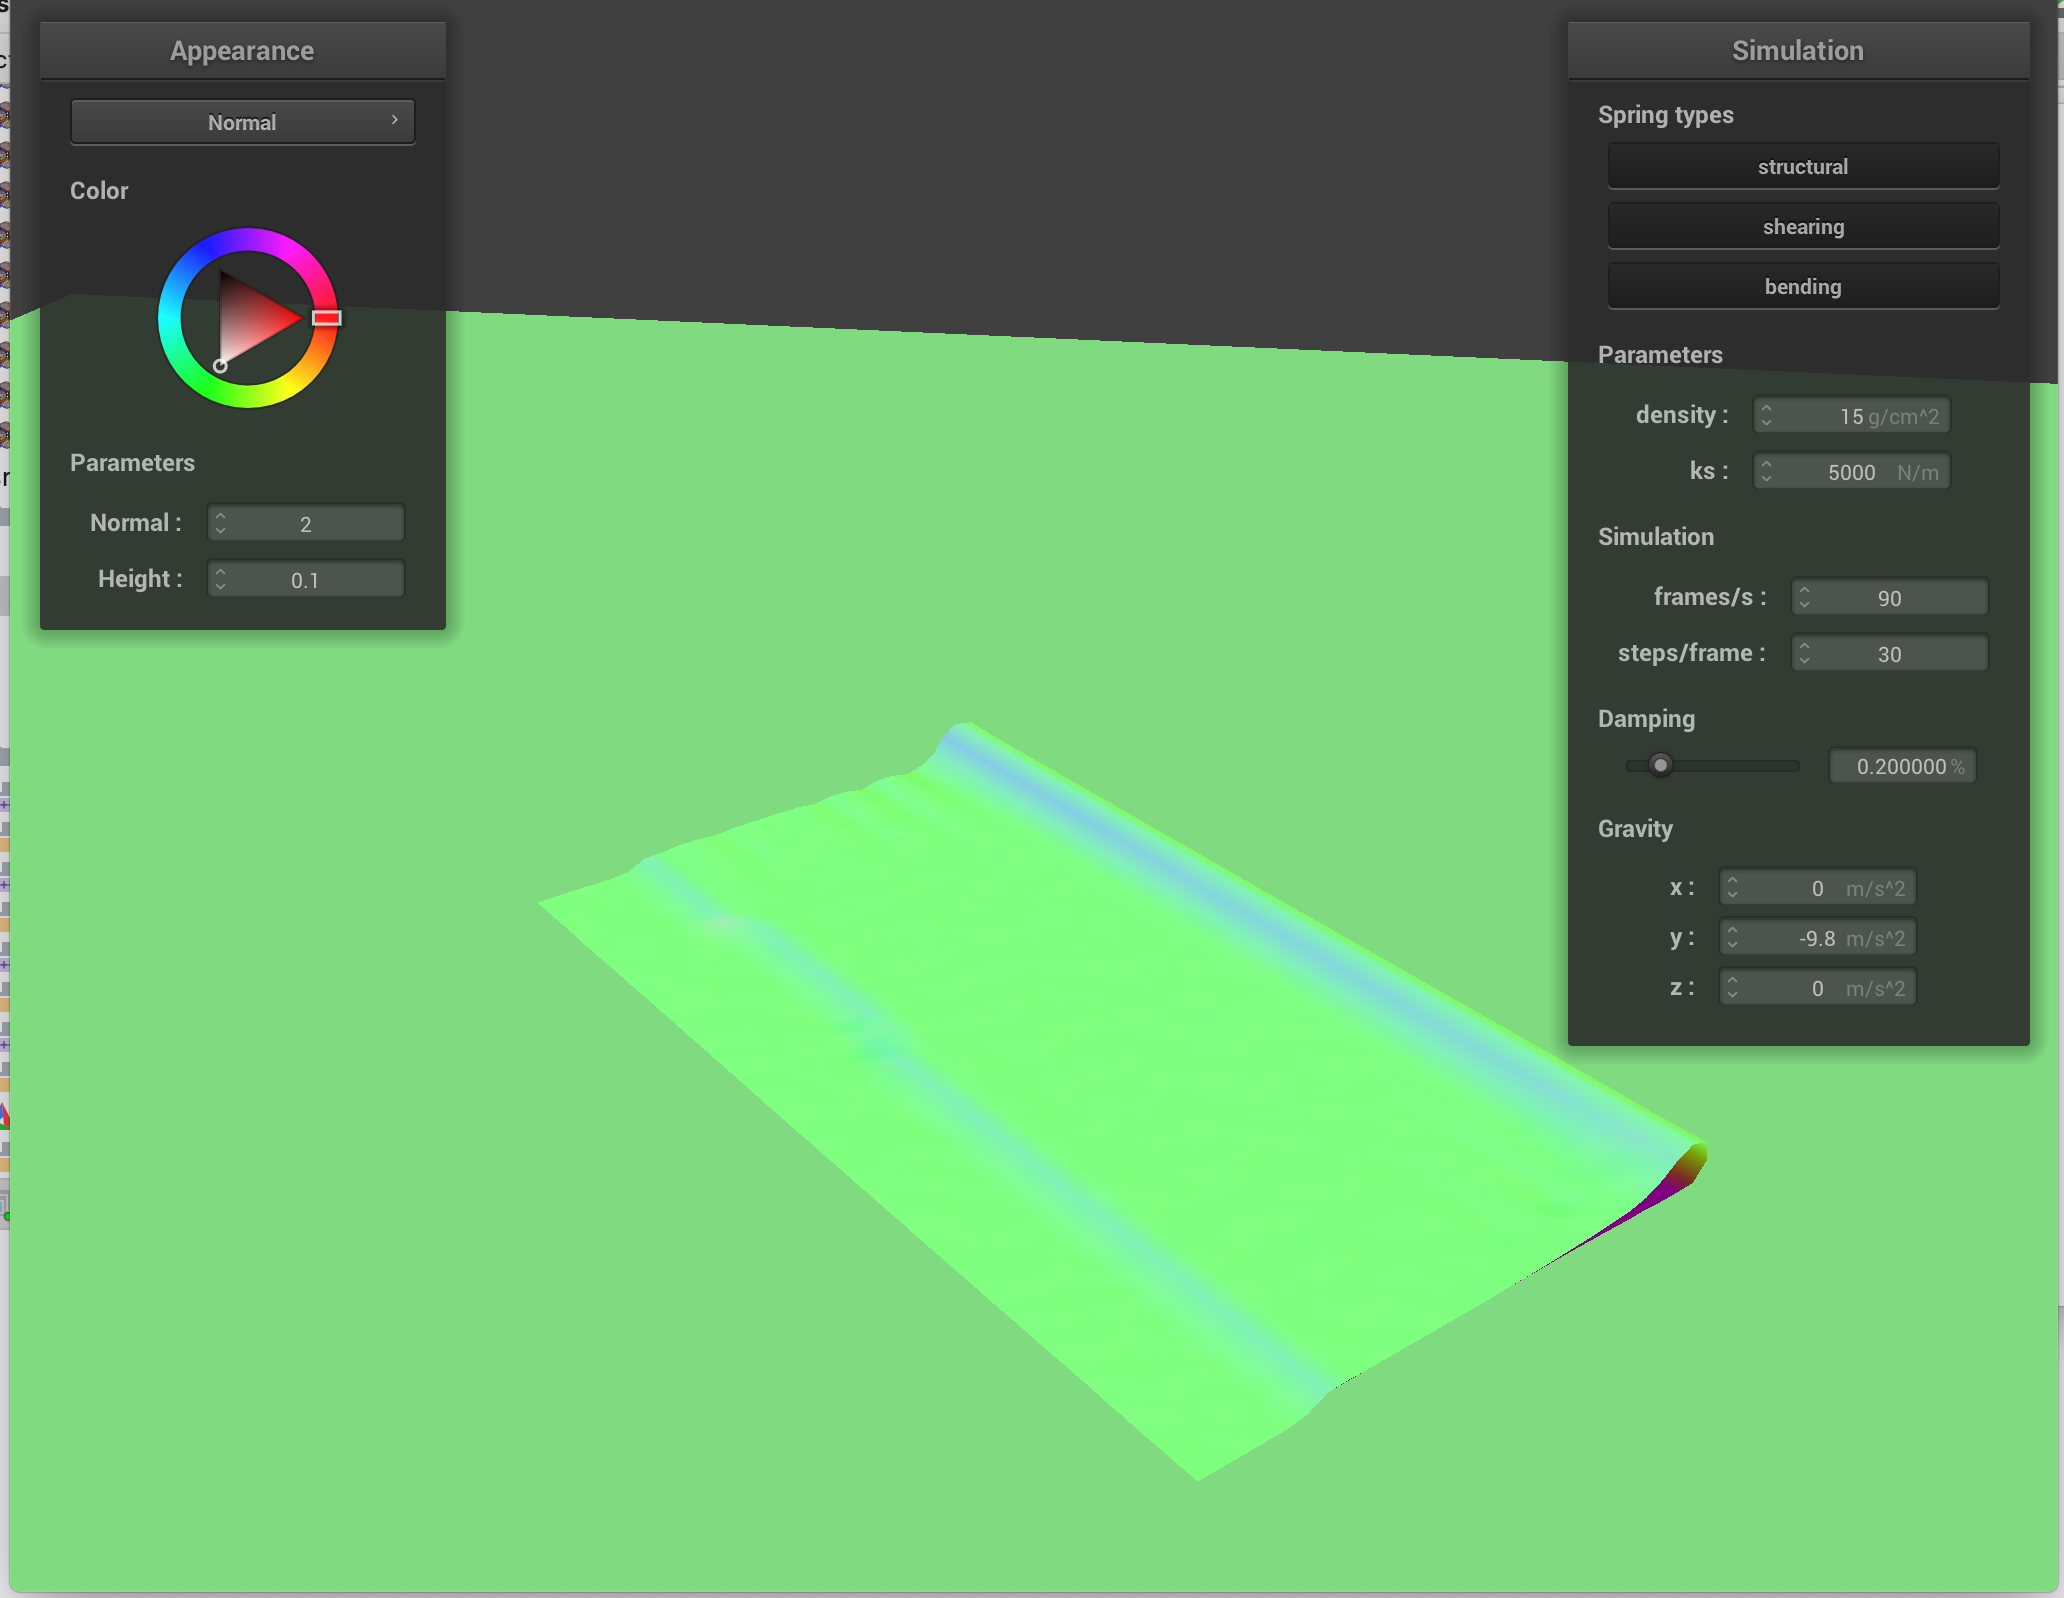 Appearance
Normal
Color
Parameters
Normal : 2
Height : 0.1
Simulation
Spring types
structural
shearing
bending
Parameters
density : 15 g/cm^2
ks : 5000 N/m
Simulation
frames/s : 90
steps/frame : 30
Damping
0.200000 %
Gravity
x : 0 m/s^2
y : -9.8 m/s^2
z : 0 m/s^2